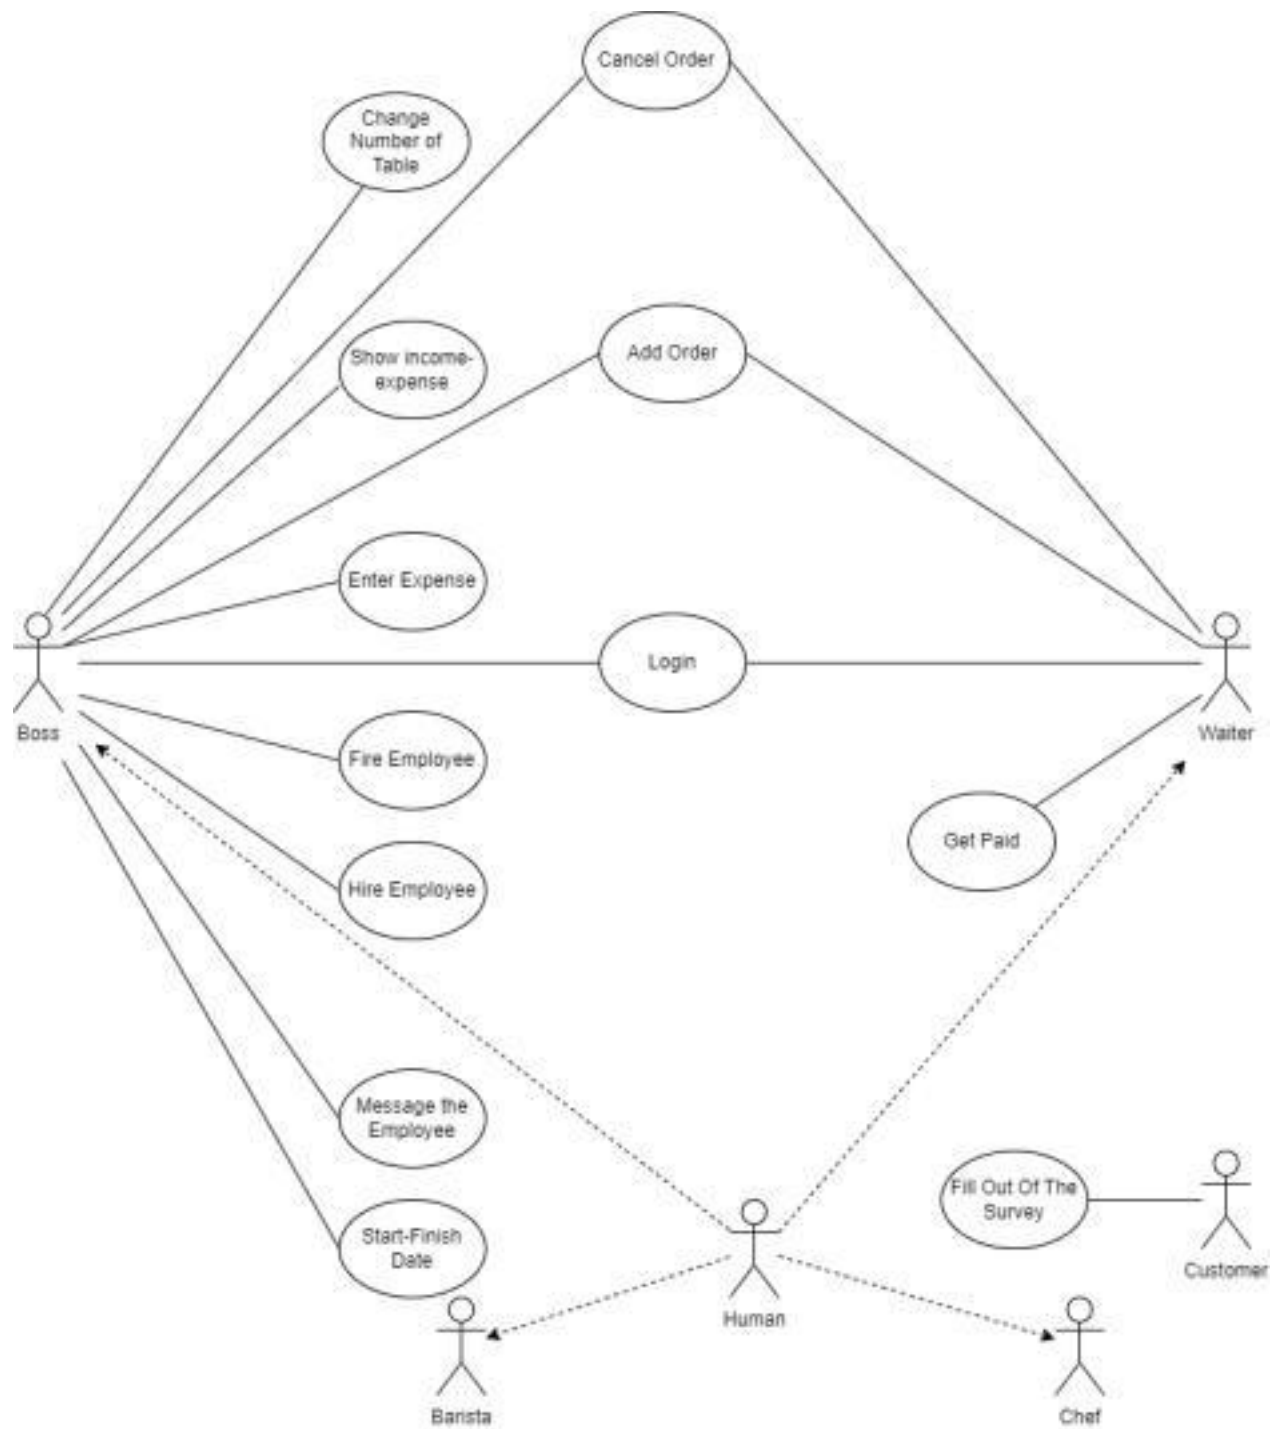 Cancel Order
Change
Number of
Table
Show income-
expense
Add Order
Enter Expense
Login
Boss
Waiter
Fire Employee
Get Paid
Hire Employee
Message the
Employee
Fill Out Of The
Survey
Start-Finish
Date
Customer
Human
Barista
Chef